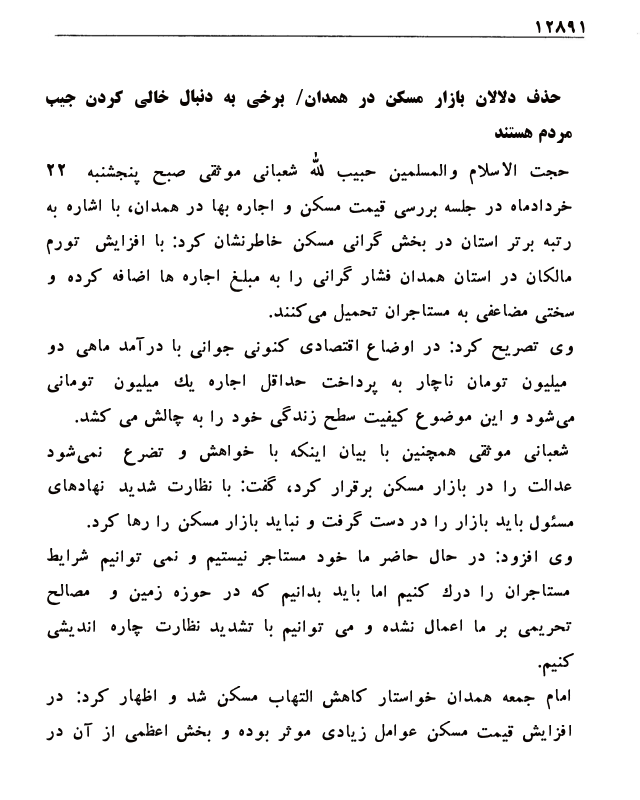 ۱۲۸۹۱
حذف دلالان بازار مسکن در همدان/ برخی به دنبال خالی کردن جیب
مردم هستند
حجت الاسلام والمسلمین حبیب الله شعبانی موثقی صبح پنجشنبه ۲۲
خردادماه در جلسه بررسی قیمت مسکن و اجاره بها در همدان، با اشاره به
رتبه برتر استان در بخش گرانی مسکن خاطرنشان کرد: با افزایش تورم
مالکان در استان همدان فشار گرانی را به مبلغ اجاره ها اضافه کرده و
سختی مضاعفی به مستاجران تحمیل می‌کنند.
وی تصریح کرد: در اوضاع اقتصادی کنونی جوانی با درآمد ماهی دو
میلیون تومان ناچار به پرداخت حداقل اجاره یك میلیون تومانی
می‌شود و این موضوع کیفیت سطح زندگی خود را به چالش می کشد.
شعبانی موثقی همچنین با بیان اینکه با خواهش و تضرع نمی‌شود
عدالت را در بازار مسکن برقرار کرد، گفت: با نظارت شدید نهادهای
مسئول باید بازار را در دست گرفت و نباید بازار مسکن را رها کرد.
وی افزود: در حال حاضر ما خود مستاجر نیستیم و نمی توانیم شرایط
مستاجران را درك کنیم اما باید بدانیم که در حوزه زمین و مصالح
تحریمی بر ما اعمال نشده و می توانیم با تشدید نظارت چاره اندیشی
کنیم.
امام جمعه همدان خواستار کاهش التهاب مسکن شد و اظهار کرد: در
افزایش قیمت مسکن عوامل زیادی موثر بوده و بخش اعظمی از آن در